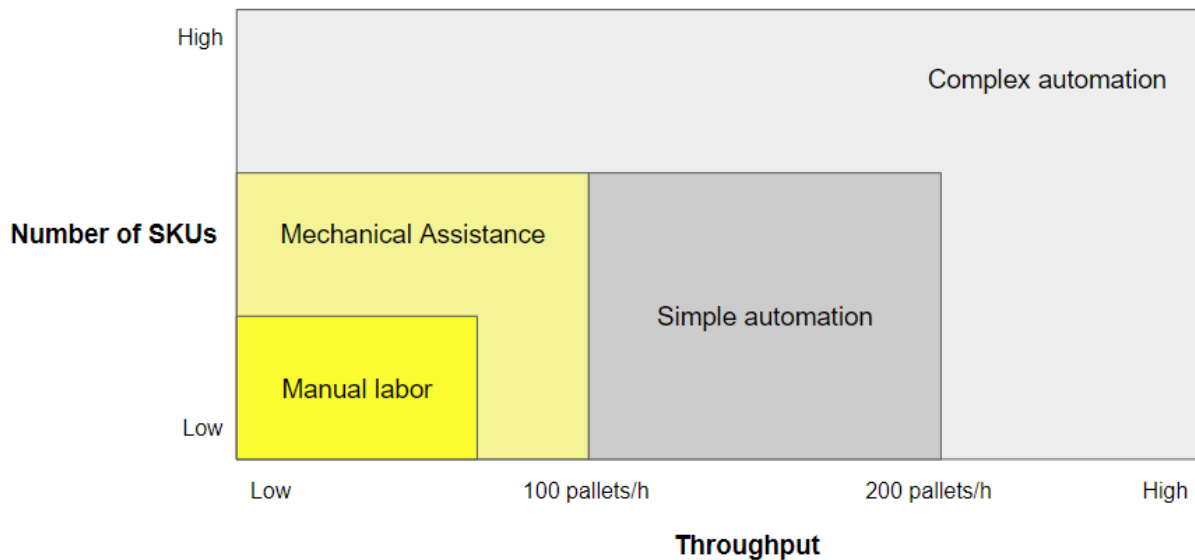 High
Complex automation
Number of SKUs
Mechanical Assistance
Simple automation
Manual labor
Low
Low
100 pallets/h
200 pallets/h
High
Throughput